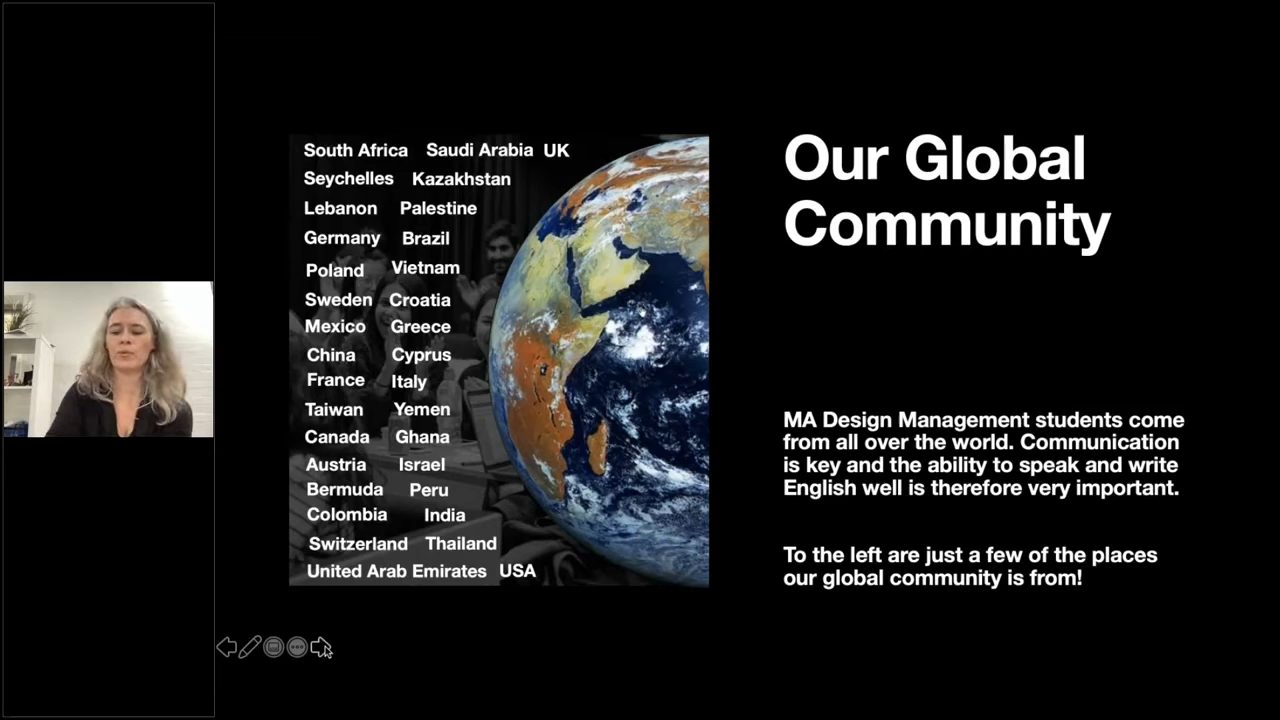 South Africa Saudi Arabia UK
Seychelles Kazakhstan
Lebanon Palestine
Germany Brazil
Poland Vietnam
Sweden Croatia
Mexico Greece
China Cyprus
France Italy
Taiwan Yemen
Canada Ghana
Austria Israel
Bermuda Peru
Colombia India
Switzerland Thailand
United Arab Emirates USA
Our Global
Community
MA Design Management students come
from all over the world. Communication
is key and the ability to speak and write
English well is therefore very important.
To the left are just a few of the places
our global community is from!